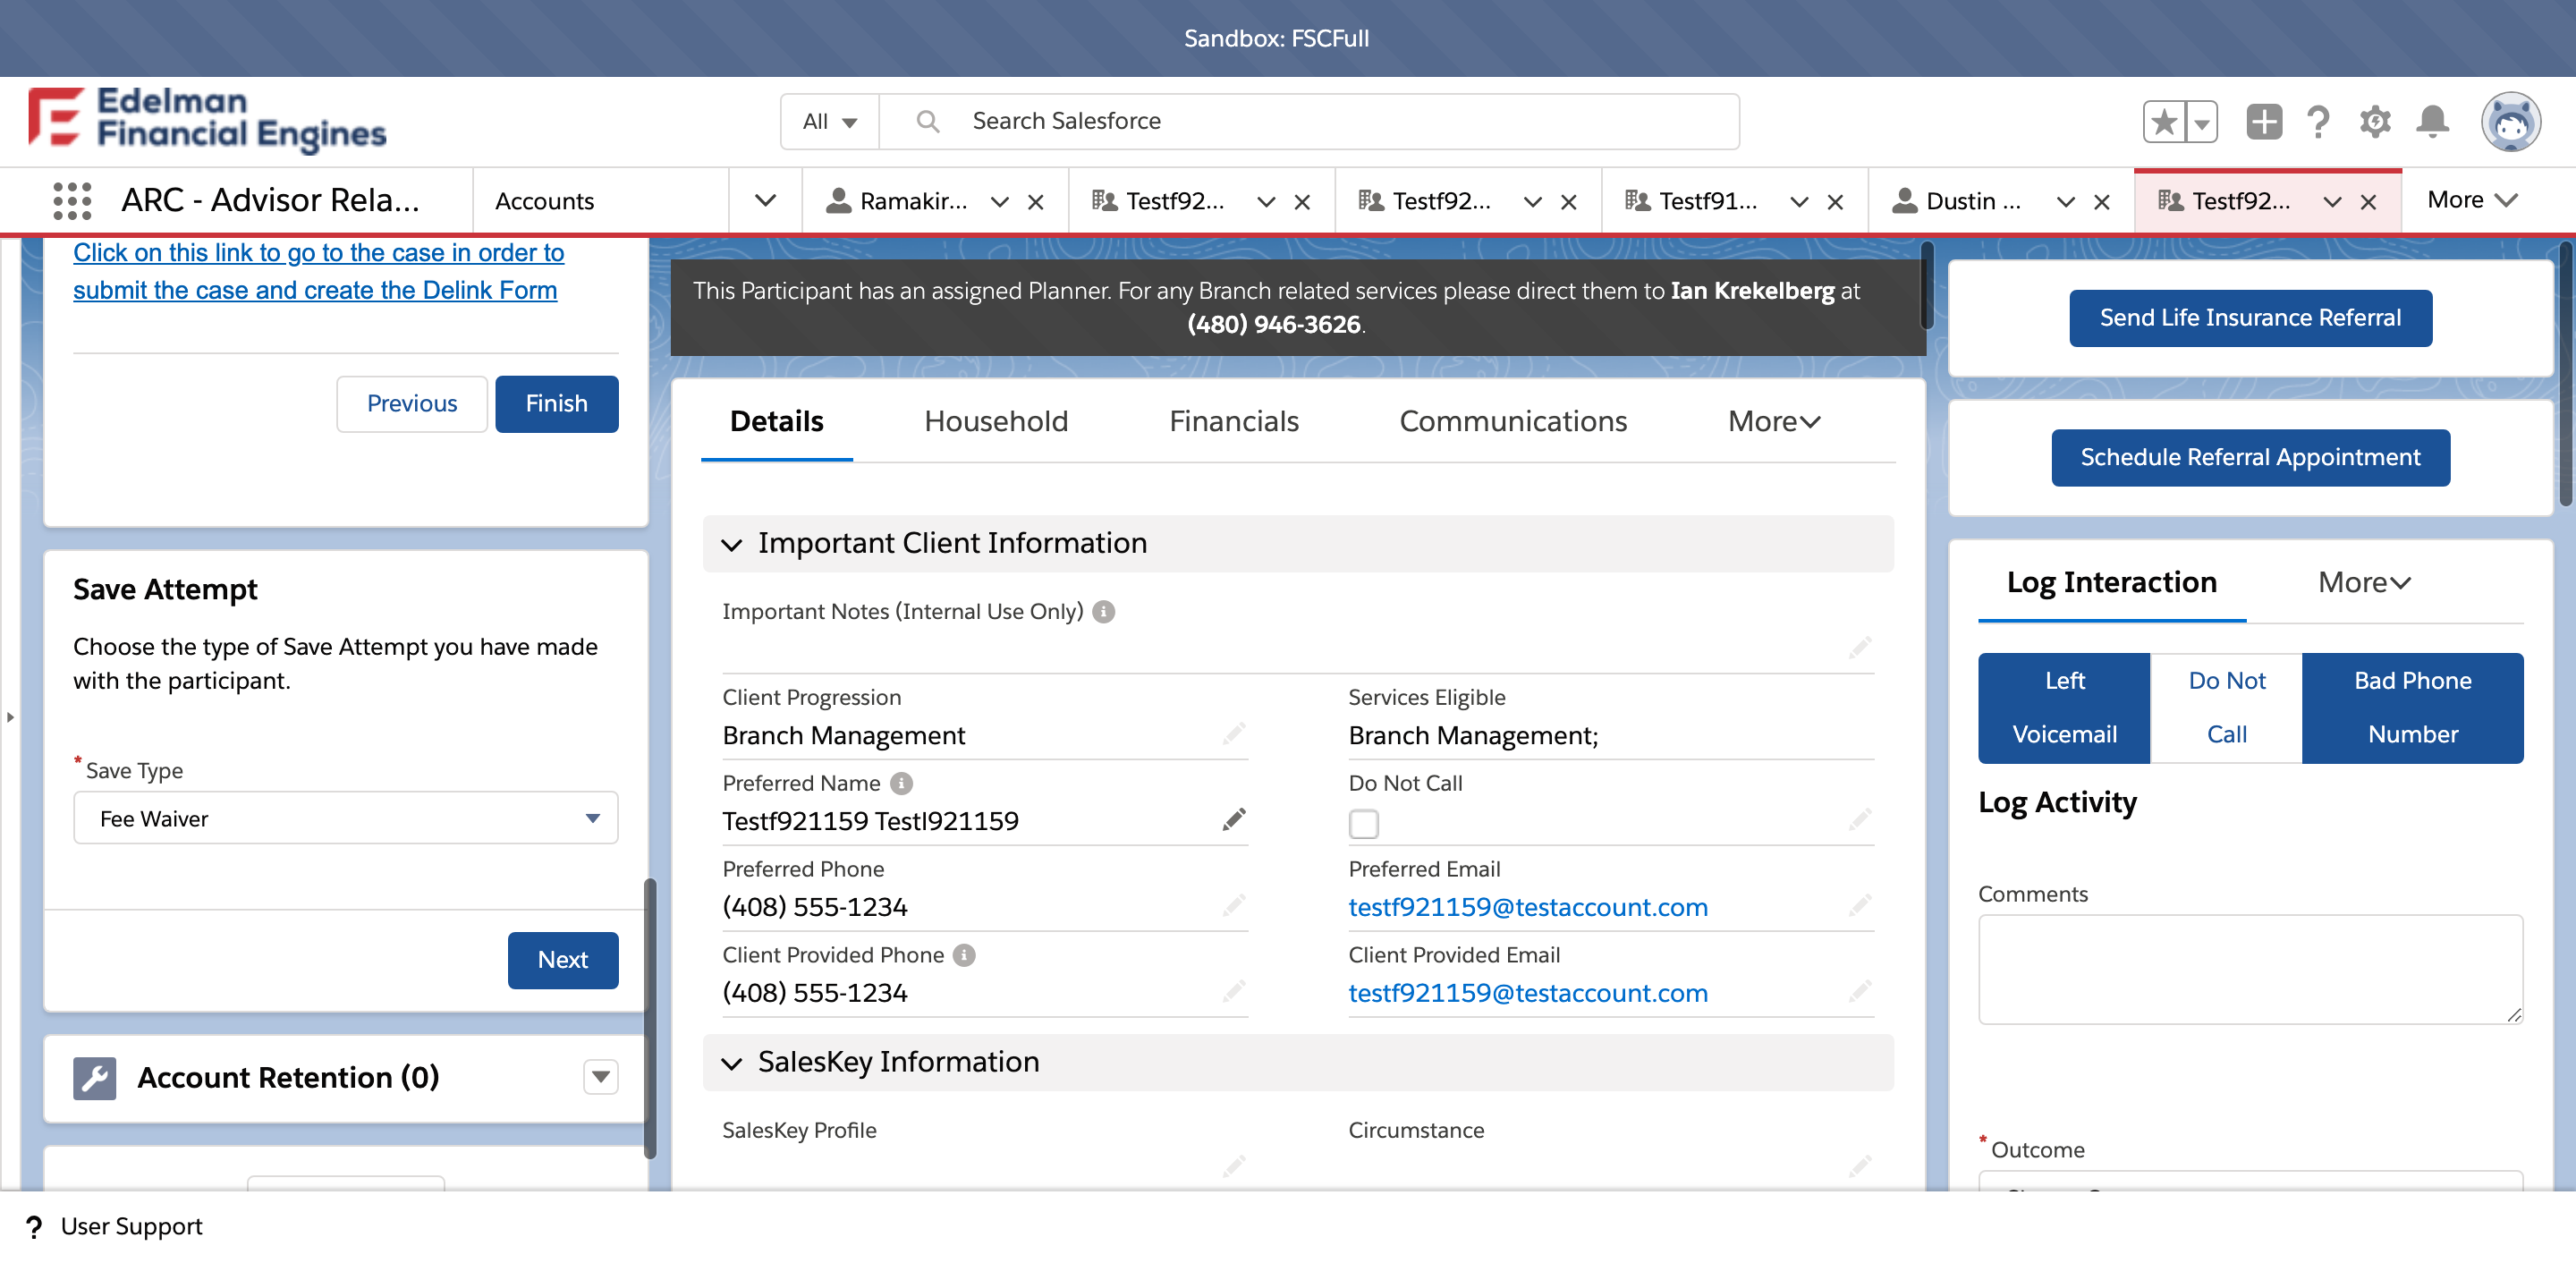 Sandbox: FSCFull
Edelman
Financial Engines
All
Search Salesforce
ARC - Advisor Rela...
Accounts
Ramakir...
Testf92...
Testf92...
Testf91...
Dustin ...
Testf92...
More
Click on this link to go to the case in order to
submit the case and create the Delink Form
Previous
Finish
Save Attempt
Choose the type of Save Attempt you have made
with the participant.
* Save Type
Fee Waiver
Next
Account Retention (0)
This Participant has an assigned Planner. For any Branch related services please direct them to Ian Krekelberg at
(480) 946-3626.
Details
Household
Financials
Communications
More
Important Client Information
Important Notes (Internal Use Only)
Client Progression
Branch Management
Services Eligible
Branch Management;
Preferred Name
Testf921159 Testl921159
Do Not Call
Preferred Phone
(408) 555-1234
Preferred Email
testf921159@testaccount.com
Client Provided Phone
(408) 555-1234
Client Provided Email
testf921159@testaccount.com
SalesKey Information
SalesKey Profile
Circumstance
Send Life Insurance Referral
Schedule Referral Appointment
Log Interaction
More
Left
Voicemail
Do Not
Call
Bad Phone
Number
Log Activity
Comments
* Outcome
? User Support